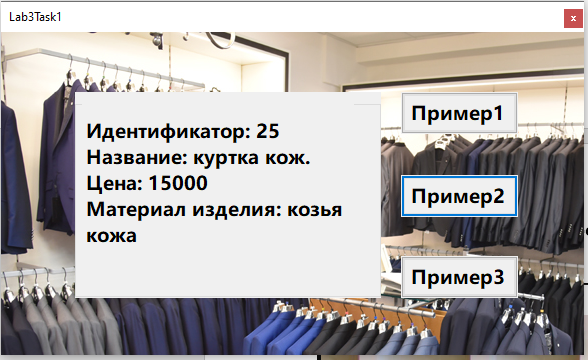 Lab3Task1
x
Идентификатор: 25
Название: куртка кож.
Цена: 15000
Материал изделия: козья
кожа
Пример1
Пример2
Пример3